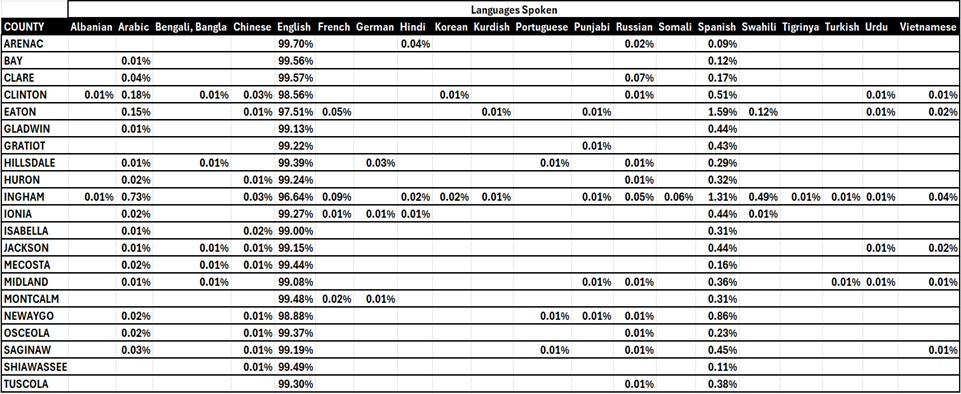 Languages Spoken
COUNTY Albanian Arabic Bengali, Bangla Chinese English French German Hindi Korean Kurdish Portuguese Punjabi Russian Somali Spanish Swahili Tigrinya Turkish Urdu Vietnamese
ARENAC 99.70% 0.04% 0.02% 0.09%
BAY 0.01% 99.56% 0.12%
CLARE 0.04% 99.57% 0.07% 0.17%
CLINTON 0.01% 0.18% 0.01% 0.03% 98.56% 0.01% 0.01% 0.51% 0.01% 0.01%
EATON 0.15% 0.01% 97.51% 0.05% 0.01% 0.01% 1.59% 0.12% 0.01% 0.02%
GLADWIN 0.01% 99.13% 0.44%
GRATIOT 99.22% 0.01% 0.43%
HILLSDALE 0.01% 0.01% 99.39% 0.03% 0.01% 0.01% 0.29%
HURON 0.02% 0.01% 99.24% 0.01% 0.32%
INGHAM 0.01% 0.73% 0.03% 96.64% 0.09% 0.02% 0.02% 0.01% 0.01% 0.05% 0.06% 1.31% 0.49% 0.01% 0.01% 0.01% 0.04%
IONIA 0.02% 99.27% 0.01% 0.01% 0.01% 0.44% 0.01%
ISABELLA 0.01% 0.02% 99.00% 0.31%
JACKSON 0.01% 0.01% 0.01% 99.15% 0.44% 0.01% 0.02%
MECOSTA 0.02% 0.01% 0.01% 99.44% 0.16%
MIDLAND 0.01% 0.01% 99.08% 0.01% 0.01% 0.36% 0.01% 0.01% 0.01%
MONTCALM 99.48% 0.02% 0.01% 0.31%
NEWAYGO 0.02% 0.01% 98.88% 0.01% 0.01% 0.01% 0.86%
OSCEOLA 0.02% 0.01% 99.37% 0.01% 0.23%
SAGINAW 0.03% 0.01% 99.19% 0.01% 0.01% 0.45% 0.01%
SHIAWASSEE 0.01% 99.49% 0.11%
TUSCOLA 99.30% 0.01% 0.38%